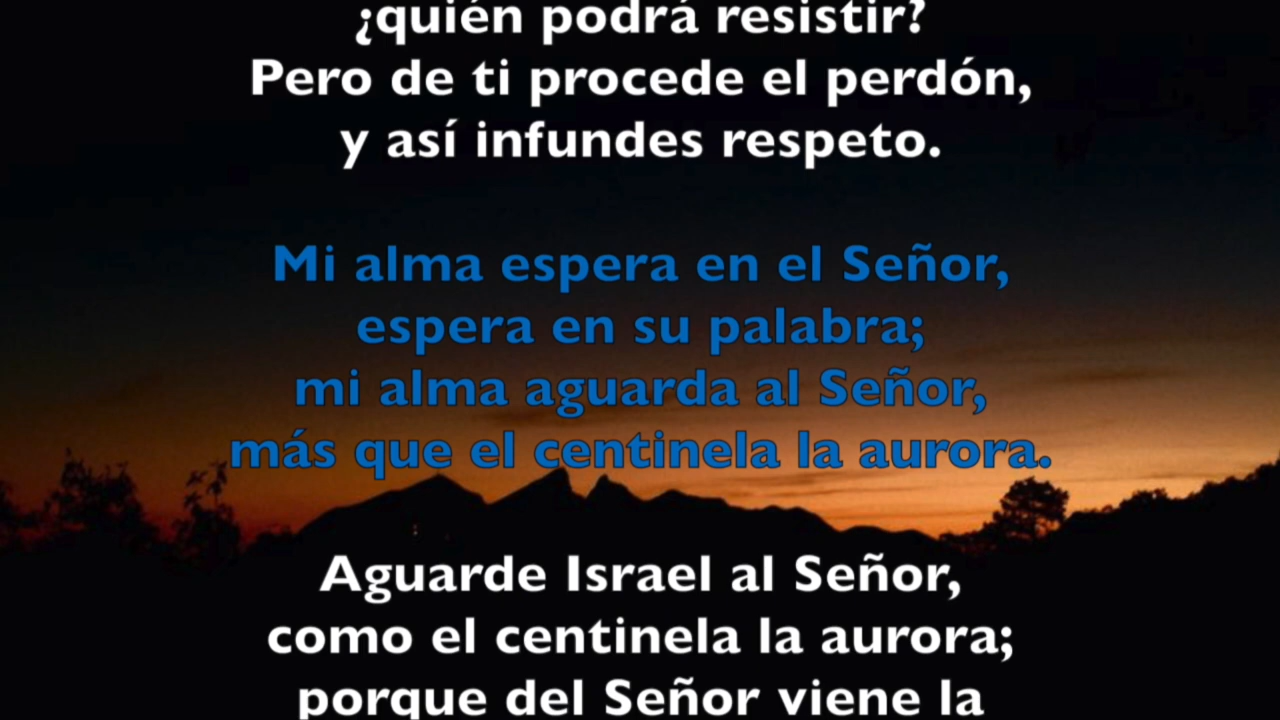 ¿quién podrá resistir?
Pero de ti procede el perdón,
y así infundes respeto.
Mi alma espera en el Señor,
espera en su palabra;
mi alma aguarda al Señor,
más que el centinela la aurora.
Aguarde Israel al Señor,
como el centinela la aurora;
porque del Señor viene la